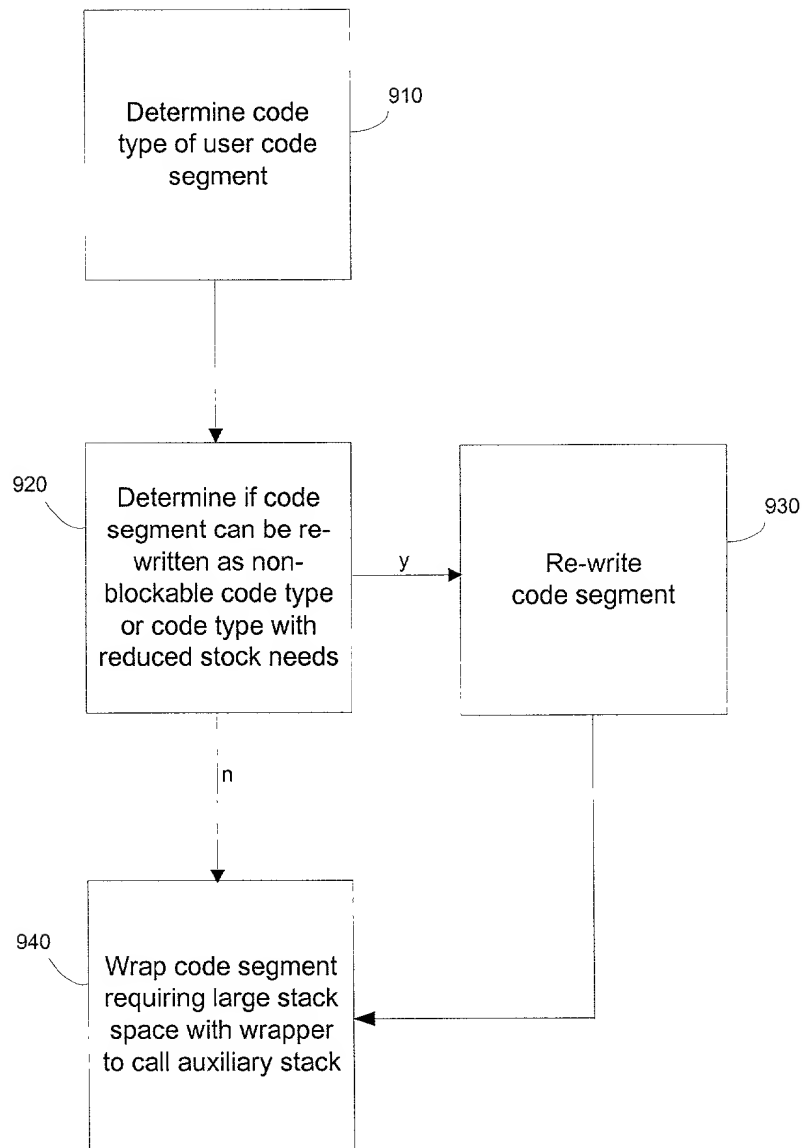 Determine code
type of user code
segment
910
920
Determine if code
segment can be re-
written as non-
blockable code type
or code type with
reduced stock needs
y
Re-write
code segment
930
n
940
Wrap code segment
requiring large stack
space with wrapper
to call auxiliary stack